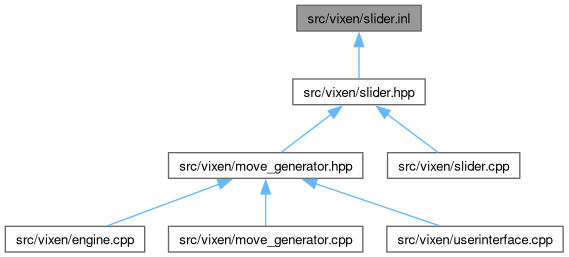 src/vixen/slider.inl
src/vixen/slider.hpp
src/vixen/move_generator.hpp
src/vixen/slider.cpp
src/vixen/engine.cpp
src/vixen/move_generator.cpp
src/vixen/userinterface.cpp